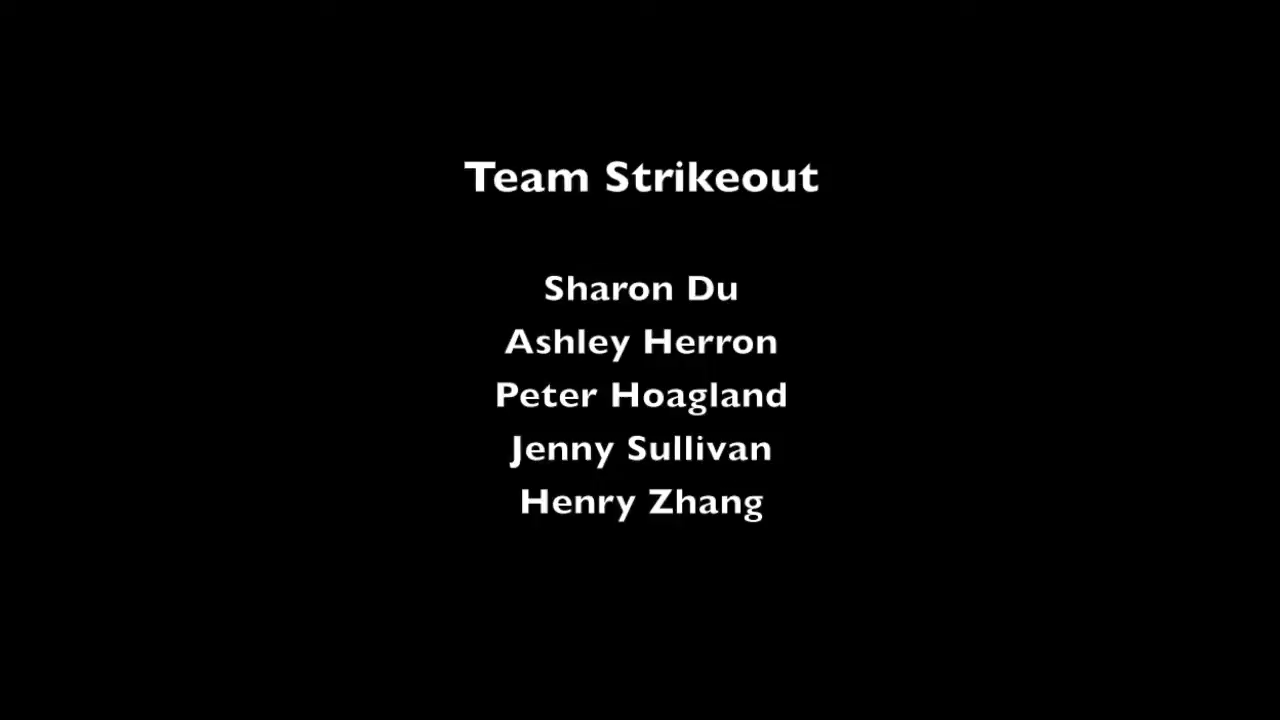 Team Strikeout
Sharon Du
Ashley Herron
Peter Hoagland
Jenny Sullivan
Henry Zhang